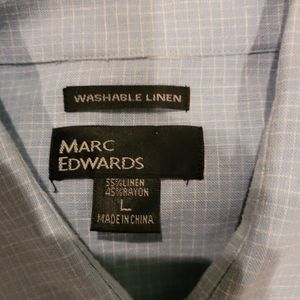 WASHABLE LINEN
MARC
EDWARDS
55% LINEN
45% RAYON
L
MADE IN CHINA